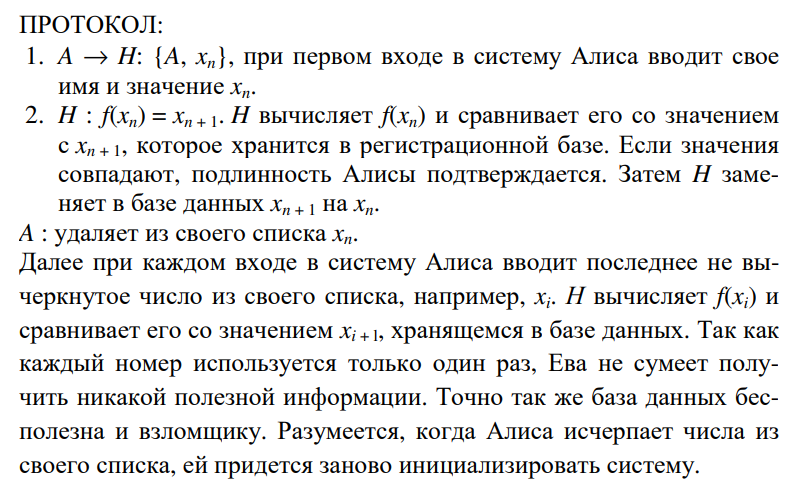 ПРОТОКОЛ:
1. A → H: {A, xₙ}, при первом входе в систему Алиса вводит свое
имя и значение xₙ.
2. H : f(xₙ) = xₙ ₊ ₁. H вычисляет f(xₙ) и сравнивает его со значением
с xₙ ₊ ₁, которое хранится в регистрационной базе. Если значения
совпадают, подлинность Алисы подтверждается. Затем H заме-
няет в базе данных xₙ ₊ ₁ на xₙ.
A : удаляет из своего списка xₙ.
Далее при каждом входе в систему Алиса вводит последнее не вы-
черкнутое число из своего списка, например, xᵢ. H вычисляет f(xᵢ) и
сравнивает его со значением xᵢ ₊ ₁, хранящемся в базе данных. Так как
каждый номер используется только один раз, Ева не сумеет полу-
чить никакой полезной информации. Точно так же база данных бес-
полезна и взломщику. Разумеется, когда Алиса исчерпает числа из
своего списка, ей придется заново инициализировать систему.